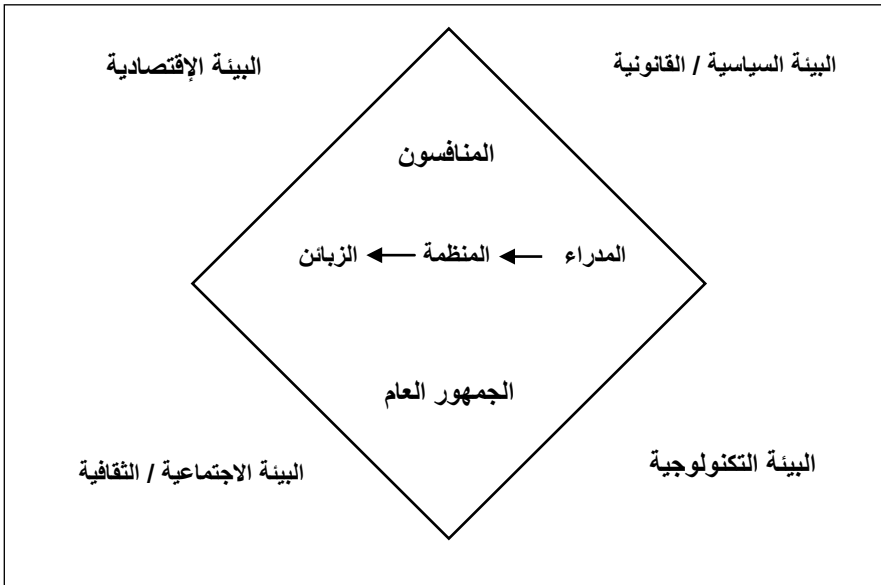 البيئة السياسية / القانونية
البيئة الإقتصادية
المنافسون
المدراء
المنظمة
الزبائن
الجمهور العام
البيئة التكنولوجية
البيئة الاجتماعية / الثقافية